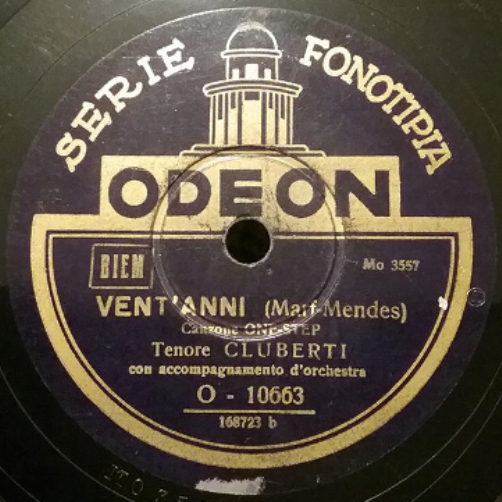 SERIE FONOTIPIA
ODEON
BIEM
Mo 3557
VENT'ANNI (Marf-Mendes)
Canzone ONE-STEP
Tenore CLUBERTI
con accompagnamento d'orchestra
O - 10663
168723 b